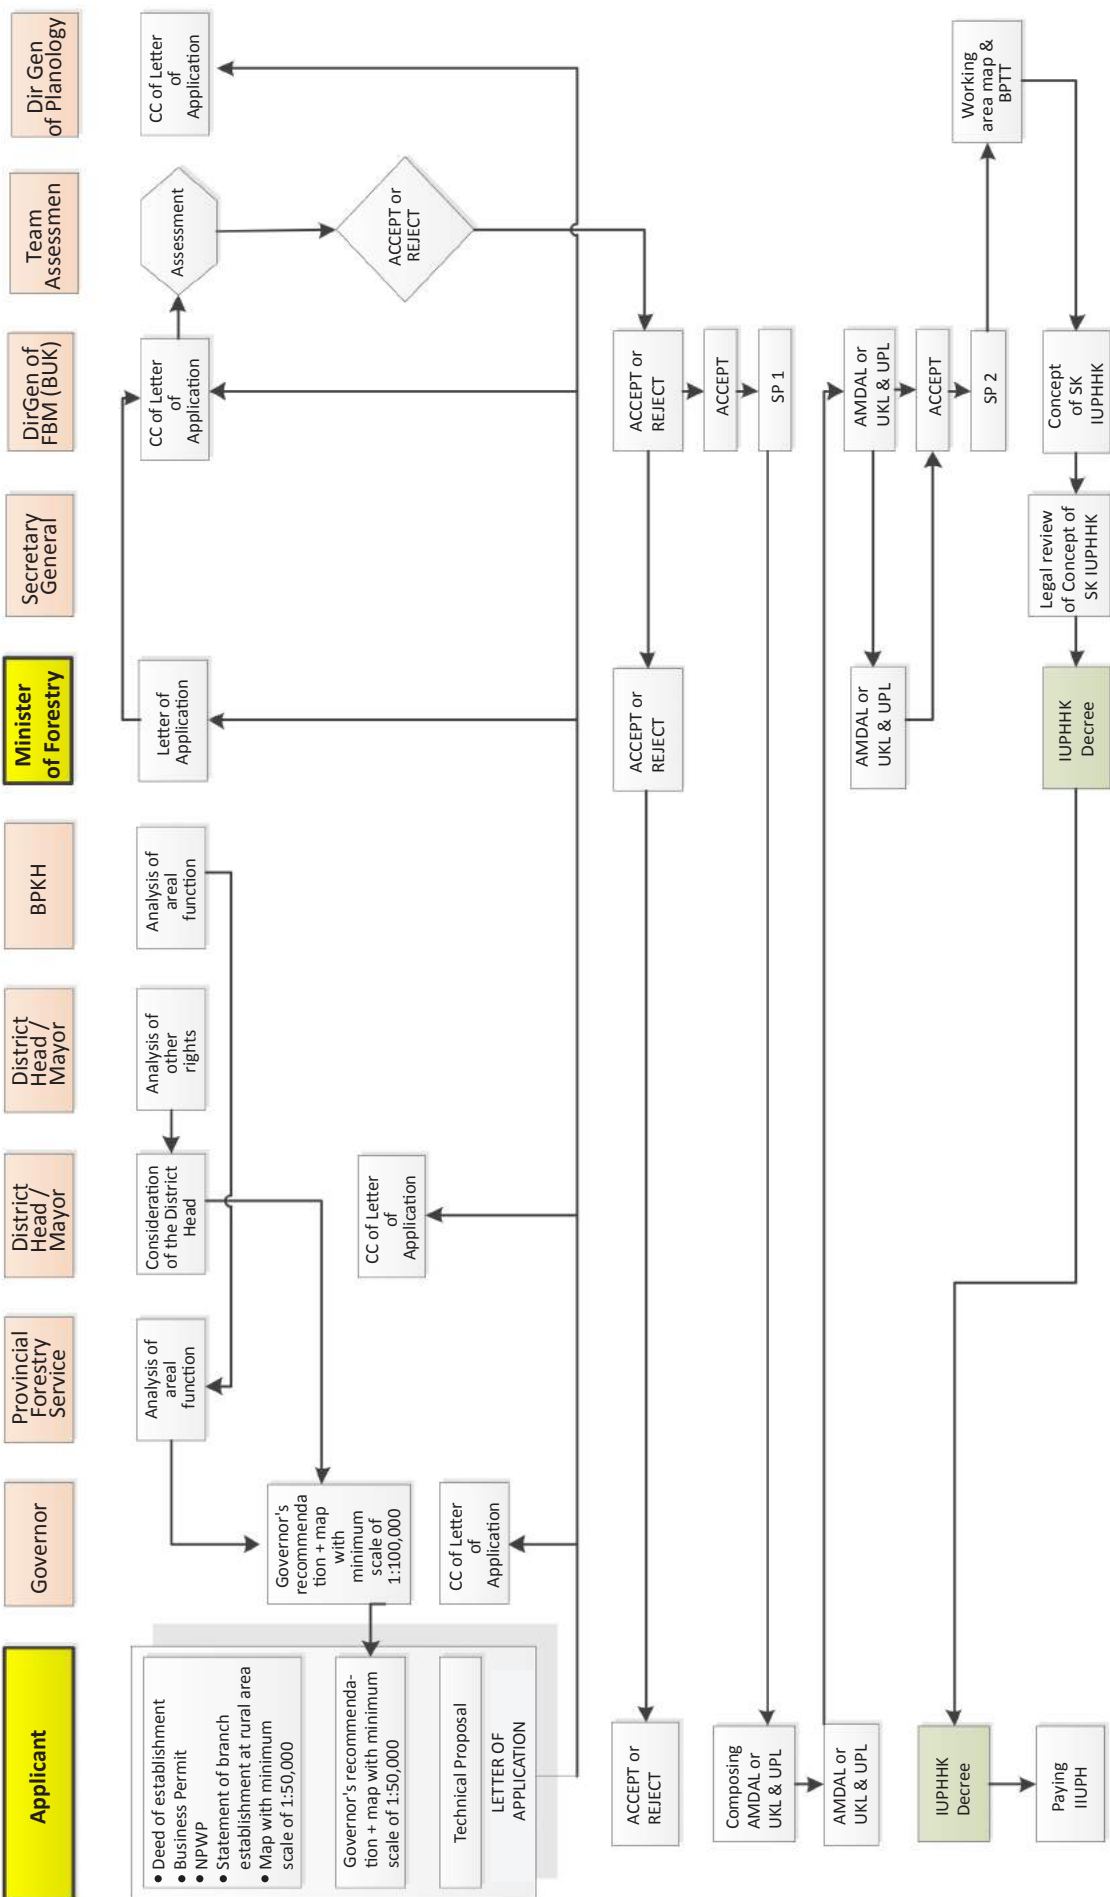 Applicant
Governor
Provincial
Forestry
Service
District
Head /
Mayor
District
Head /
Mayor
BPKH
Minister
of Forestry
Secretary
General
DirGen of
FBM (BUK)
Team
Assessmen
Dir Gen
of Planology
• Deed of establishment
• Business Permit
• NPWP
• Statement of branch
establishment at rural area
• Map with minimum
scale of 1:50,000
Governor's recommenda-
tion + map with minimum
scale of 1:50,000
Technical Proposal
LETTER OF
APPLICATION
Governor's
recommenda
tion + map
with
minimum
scale of
1:100,000
CC of Letter
of
Application
Analysis of
areal
function
Consideration
of the District
Head
CC of Letter
of
Application
Analysis of
other
rights
Analysis of
areal
function
Letter of
Application
CC of Letter
of
Application
Assessment
ACCEPT or
REJECT
CC of Letter
of
Application
ACCEPT or
REJECT
ACCEPT or
REJECT
ACCEPT or
REJECT
ACCEPT
SP 1
Composing
AMDAL or
UKL & UPL
AMDAL or
UKL & UPL
AMDAL or
UKL & UPL
AMDAL or
UKL & UPL
ACCEPT
SP 2
Working
area map &
BPTT
Concept
of SK
IUPHHK
Legal review
of Concept of
SK IUPHHK
IUPHHK
Decree
IUPHHK
Decree
Paying
IIUPH